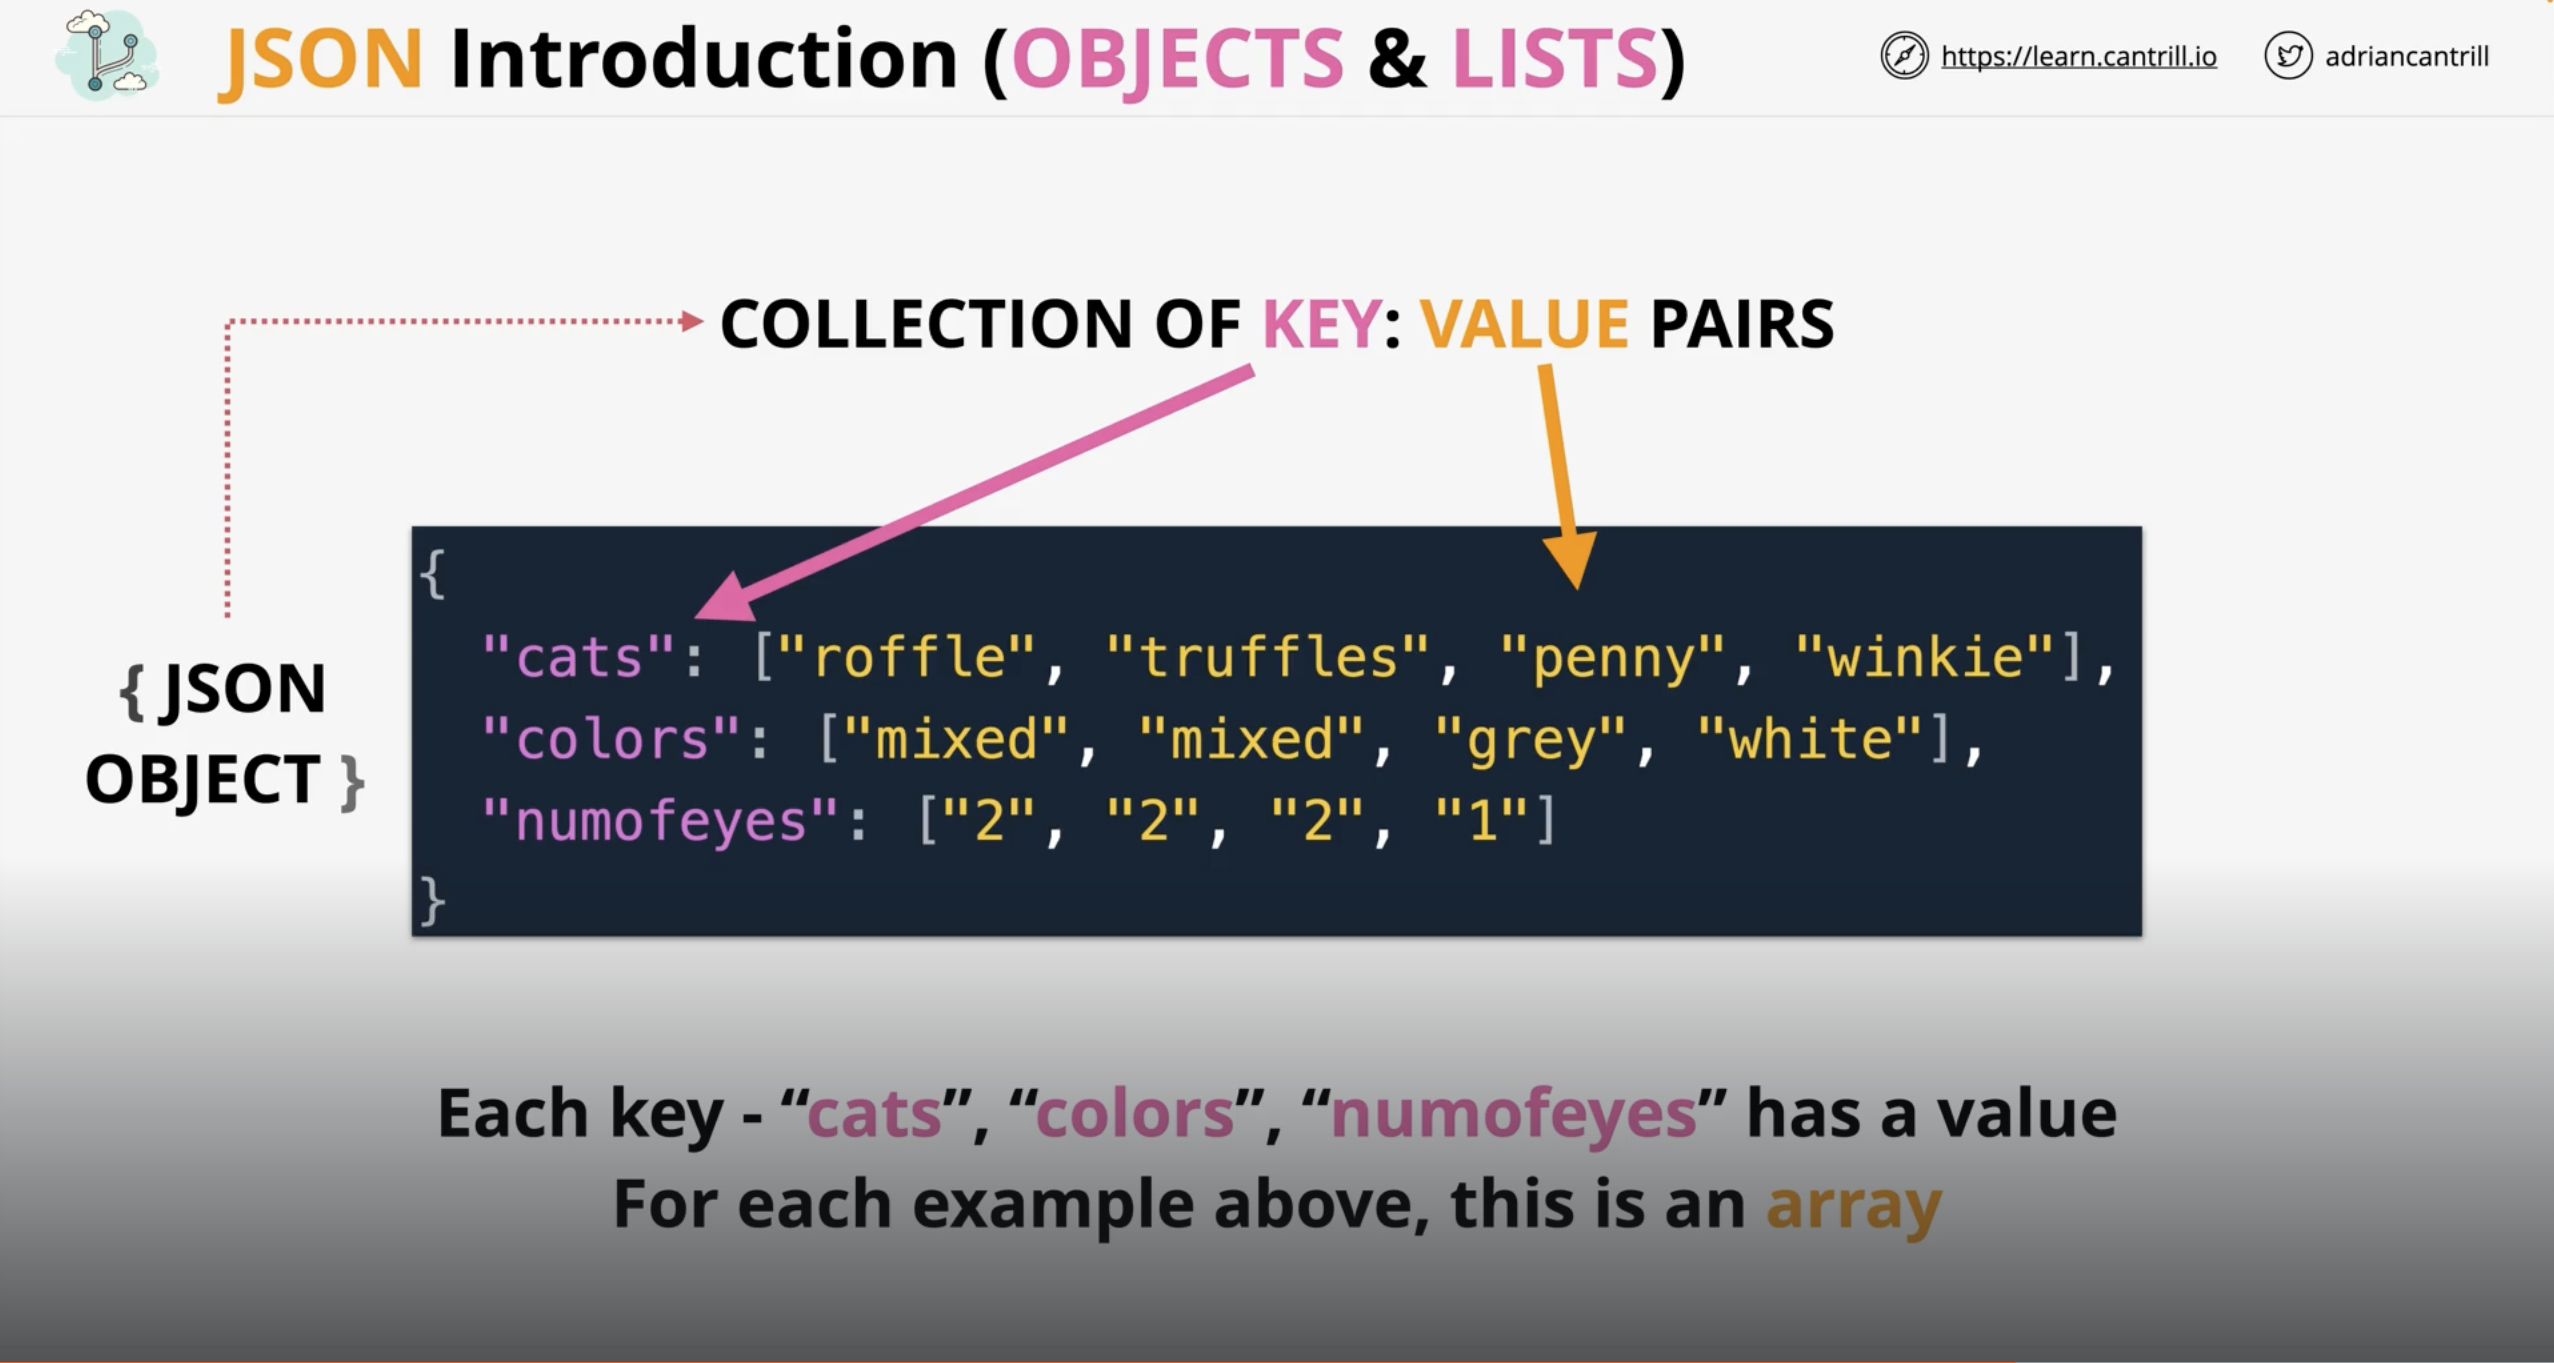 JSON Introduction (OBJECTS & LISTS)
https://learn.cantrill.io
adriancantrill
COLLECTION OF KEY: VALUE PAIRS
{ JSON
OBJECT }
{
"cats": ["roffle", "truffles", "penny", "winkie"],
"colors": ["mixed", "mixed", "grey", "white"],
"numofeyes": ["2", "2", "2", "1"]
}
Each key - “cats”, “colors”, “numofeyes” has a value
For each example above, this is an array